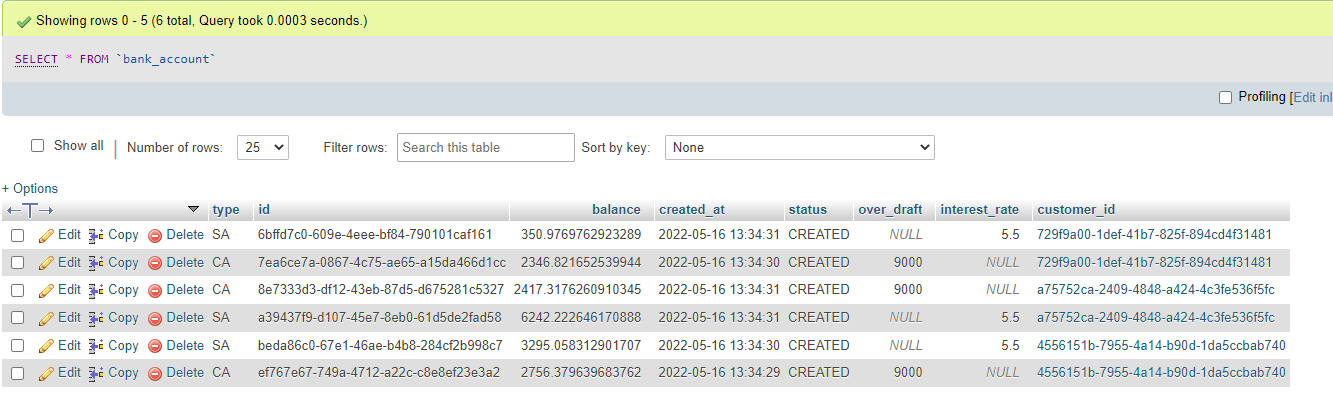 Showing rows 0 - 5 (6 total, Query took 0.0003 seconds.)
SELECT * FROM `bank_account`
Profiling [Edit inl
Show all | Number of rows: 25 Filter rows: Search this table Sort by key: None
+ Options
←T→ type id balance created_at status over_draft interest_rate customer_id
Edit Copy Delete SA 6bffd7c0-609e-4eee-bf84-790101caf161 350.9769762923289 2022-05-16 13:34:31 CREATED NULL 5.5 729f9a00-1def-41b7-825f-894cd4f31481
Edit Copy Delete CA 7ea6ce7a-0867-4c75-ae65-a15da466d1cc 2346.821652539944 2022-05-16 13:34:30 CREATED 9000 NULL 729f9a00-1def-41b7-825f-894cd4f31481
Edit Copy Delete CA 8e7333d3-df12-43eb-87d5-d675281c5327 2417.3176260910345 2022-05-16 13:34:31 CREATED 9000 NULL a75752ca-2409-4848-a424-4c3fe536f5fc
Edit Copy Delete SA a39437f9-d107-45e7-8eb0-61d5de2fad58 6242.222646170888 2022-05-16 13:34:31 CREATED NULL 5.5 a75752ca-2409-4848-a424-4c3fe536f5fc
Edit Copy Delete SA beda86c0-67e1-46ae-b4b8-284cf2b998c7 3295.058312901707 2022-05-16 13:34:30 CREATED NULL 5.5 4556151b-7955-4a14-b90d-1da5ccbab740
Edit Copy Delete CA ef767e67-749a-4712-a22c-c8e8ef23e3a2 2756.379639683762 2022-05-16 13:34:29 CREATED 9000 NULL 4556151b-7955-4a14-b90d-1da5ccbab740